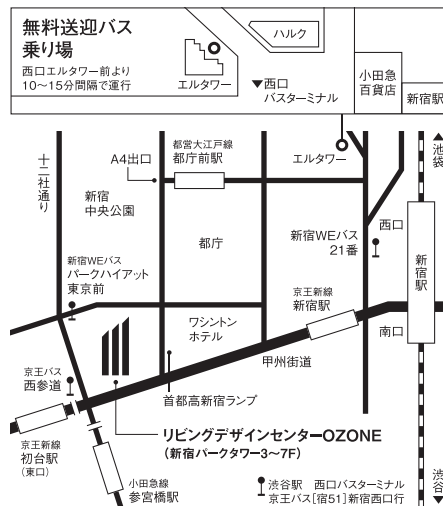 無料送迎バス
乗り場
西口エルタワー前より
10〜15分間隔で運行
エルタワー
ハルク
▼西口
バスターミナル
小田急
百貨店
新宿駅
十二社通り
A4出口
都営大江戸線
都庁前駅
エルタワー
▲池袋
新宿
中央公園
都庁
新宿WEバス
21番
西口
新宿駅
新宿WEバス
パークハイアット
東京前
京王新線
新宿駅
ワシントン
ホテル
南口
甲州街道
京王バス
西参道
首都高新宿ランプ
リビングデザインセンターOZONE
(新宿パークタワー3〜7F)
京王新線
初台駅
(東口)
小田急線
参宮橋駅
渋谷駅 西口バスターミナル
京王バス[宿51]新宿西口行
渋谷▼